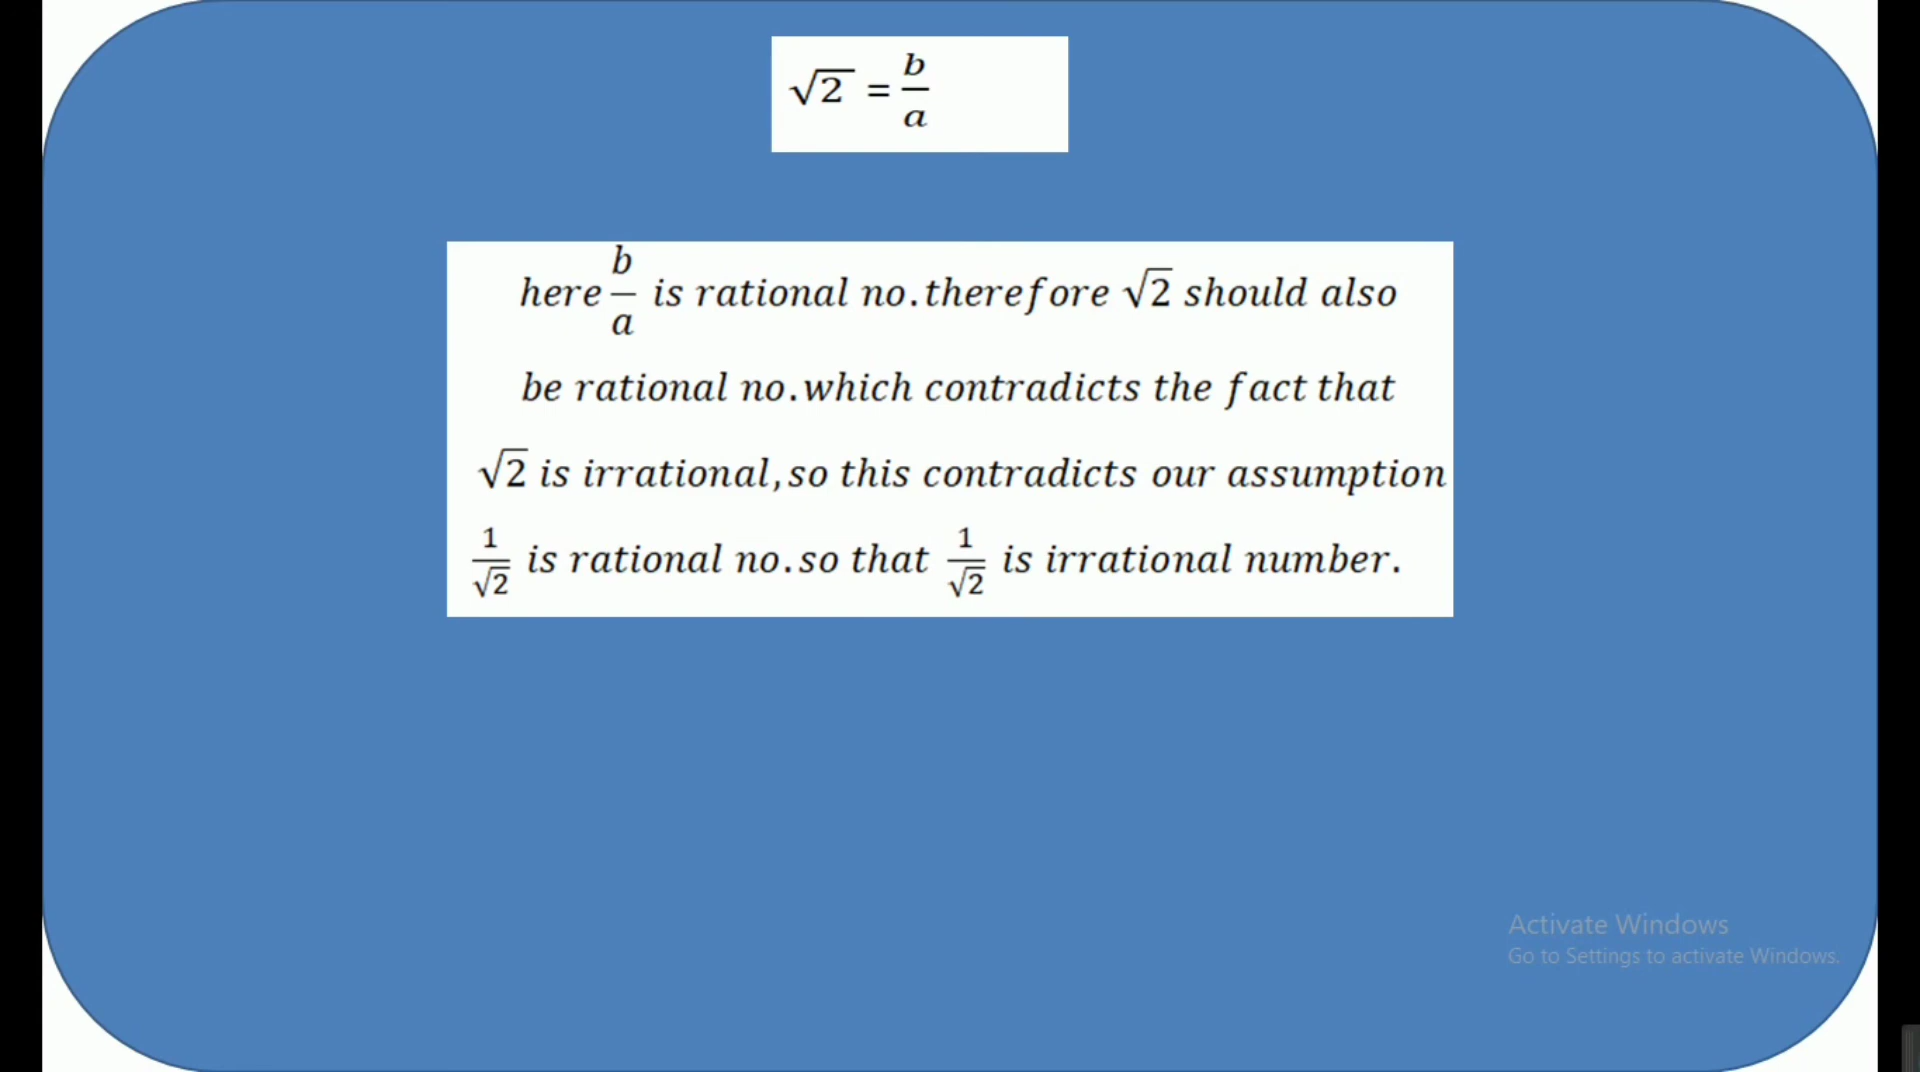 √2 = b/a
here b/a is rational no.therefore √2 should also
be rational no.which contradicts the fact that
√2 is irrational,so this contradicts our assumption
1/√2 is rational no.so that 1/√2 is irrational number.
Activate Windows
Go to Settings to activate Windows.